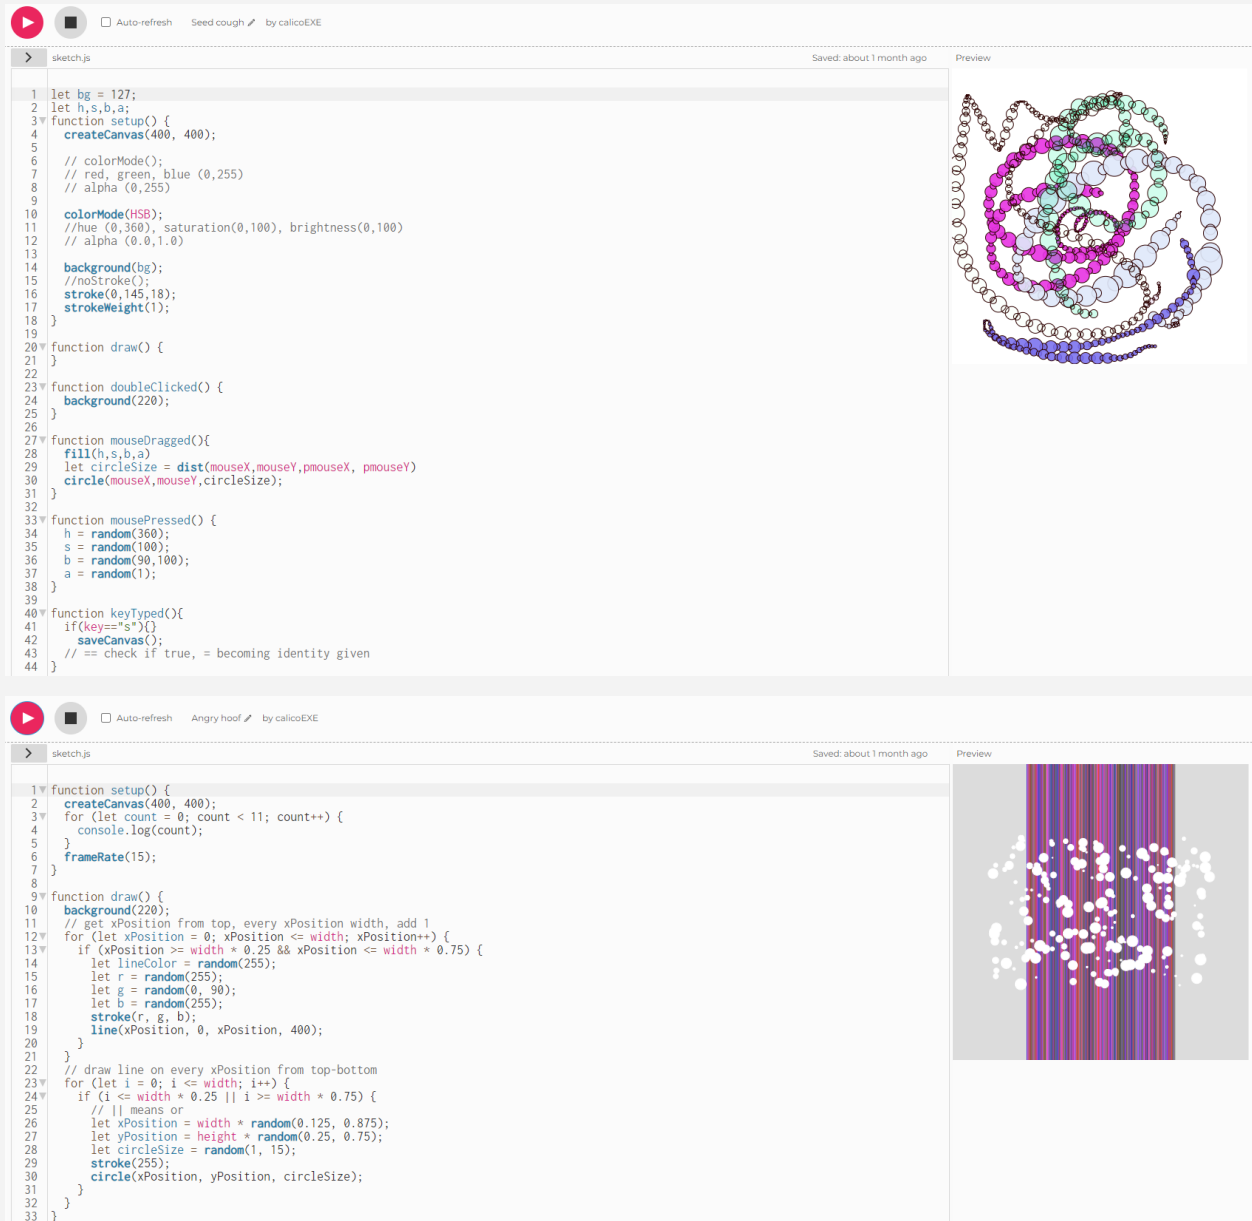 Auto-refresh Seed cough by calicoEXE
sketch.js Saved: about 1 month ago Preview
1 let bg = 127;
2 let h,s,b,a;
3 function setup() {
4 createCanvas(400, 400);
5
6 // colorMode();
7 // red, green, blue (0,255)
8 // alpha (0,255)
9
10 colorMode(HSB);
11 //hue (0,360), saturation(0,100), brightness(0,100)
12 // alpha (0.0,1.0)
13
14 background(bg);
15 //noStroke();
16 stroke(0,145,18);
17 strokeWeight(1);
18 }
19
20 function draw() {
21 }
22
23 function doubleClicked() {
24 background(220);
25 }
26
27 function mouseDragged(){
28 fill(h,s,b,a)
29 let circleSize = dist(mouseX,mouseY,pmouseX, pmouseY)
30 circle(mouseX,mouseY,circleSize);
31 }
32
33 function mousePressed() {
34 h = random(360);
35 s = random(100);
36 b = random(90,100);
37 a = random(1);
38 }
39
40 function keyTyped(){
41 if(key=="s"){}
42 saveCanvas();
43 // == check if true, = becoming identity given
44 }
Auto-refresh Angry hoof by calicoEXE
sketch.js Saved: about 1 month ago Preview
1 function setup() {
2 createCanvas(400, 400);
3 for (let count = 0; count < 11; count++) {
4 console.log(count);
5 }
6 frameRate(15);
7 }
8
9 function draw() {
10 background(220);
11 // get xPosition from top, every xPosition width, add 1
12 for (let xPosition = 0; xPosition <= width; xPosition++) {
13 if (xPosition >= width * 0.25 && xPosition <= width * 0.75) {
14 let lineColor = random(255);
15 let r = random(255);
16 let g = random(0, 90);
17 let b = random(255);
18 stroke(r, g, b);
19 line(xPosition, 0, xPosition, 400);
20 }
21 }
22 // draw line on every xPosition from top-bottom
23 for (let i = 0; i <= width; i++) {
24 if (i <= width * 0.25 || i >= width * 0.75) {
25 // || means or
26 let xPosition = width * random(0.125, 0.875);
27 let yPosition = height * random(0.25, 0.75);
28 let circleSize = random(1, 15);
29 stroke(255);
30 circle(xPosition, yPosition, circleSize);
31 }
32 }
33 }